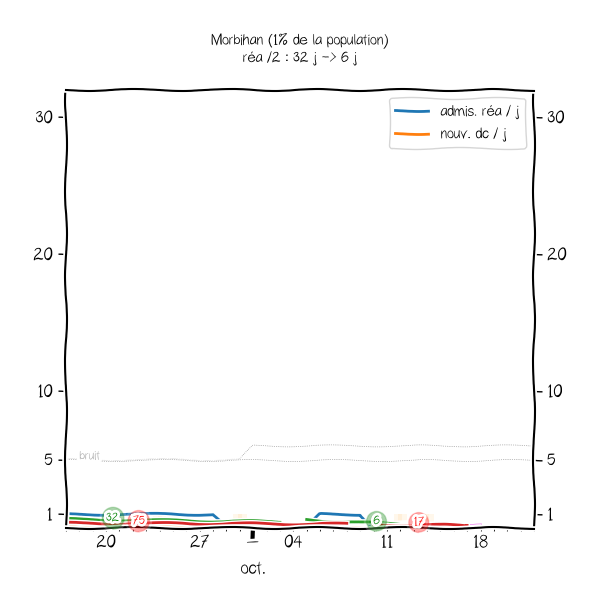 Morbihan (1% de la population)
réa /2 : 32 j -> 6 j
admis. réa / j
nouv. dc / j
30 30
20 20
10 10
bruit
5 5
32 75 6 17
1 1
20 27 1 04 11 18
oct.